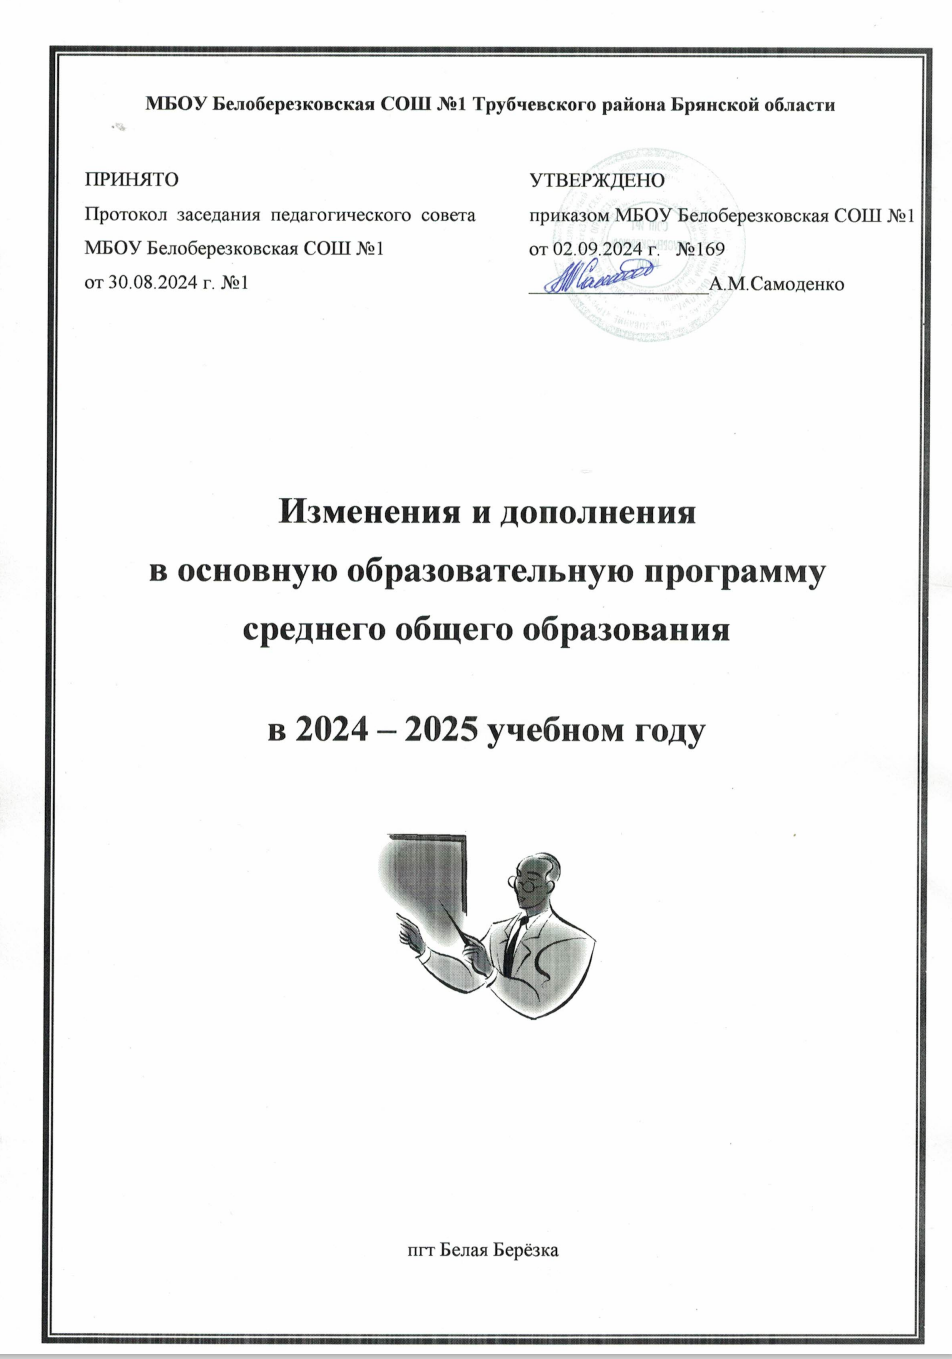 МБОУ Белоберезковская СОШ №1 Трубчевского района Брянской области
ПРИНЯТО
Протокол заседания педагогического совета
МБОУ Белоберезковская СОШ №1
от 30.08.2024 г. №1
УТВЕРЖДЕНО
приказом МБОУ Белоберезковская СОШ №1
от 02.09.2024 г. №169
А.М.Самоденко
Изменения и дополнения
в основную образовательную программу
среднего общего образования
в 2024 – 2025 учебном году
пгт Белая Берёзка